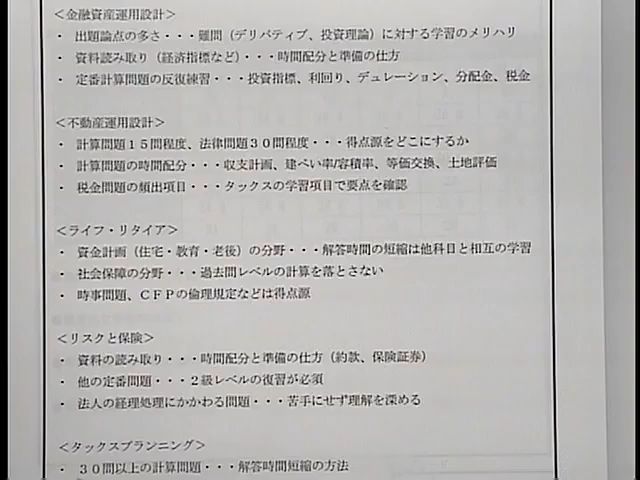 ＜金融資産運用設計＞
・ 出題論点の多さ・・・難問（デリバティブ、投資理論）に対する学習のメリハリ
・ 資料読み取り（経済指標など）・・・時間配分と準備の仕方
・ 定番計算問題の反復練習・・・投資指標、利回り、デュレーション、分配金、税金
＜不動産運用設計＞
・ 計算問題１５問程度、法律問題３０問程度・・・得点源をどこにするか
・ 計算問題の時間配分・・・収支計画、建ぺい率/容積率、等価交換、土地評価
・ 税金問題の頻出項目・・・タックスの学習項目で要点を確認
＜ライフ・リタイア＞
・ 資金計画（住宅・教育・老後）の分野・・・解答時間の短縮は他科目と相互の学習
・ 社会保障の分野・・・過去問レベルの計算を落とさない
・ 時事問題、ＣＦＰの倫理規定などは得点源
＜リスクと保険＞
・ 資料の読み取り・・・時間配分と準備の仕方（約款、保険証券）
・ 他の定番問題・・・２級レベルの復習が必須
・ 法人の経理処理にかかわる問題・・・苦手にせず理解を深める
＜タックスプランニング＞
・ ３０問以上の計算問題・・・解答時間短縮の方法